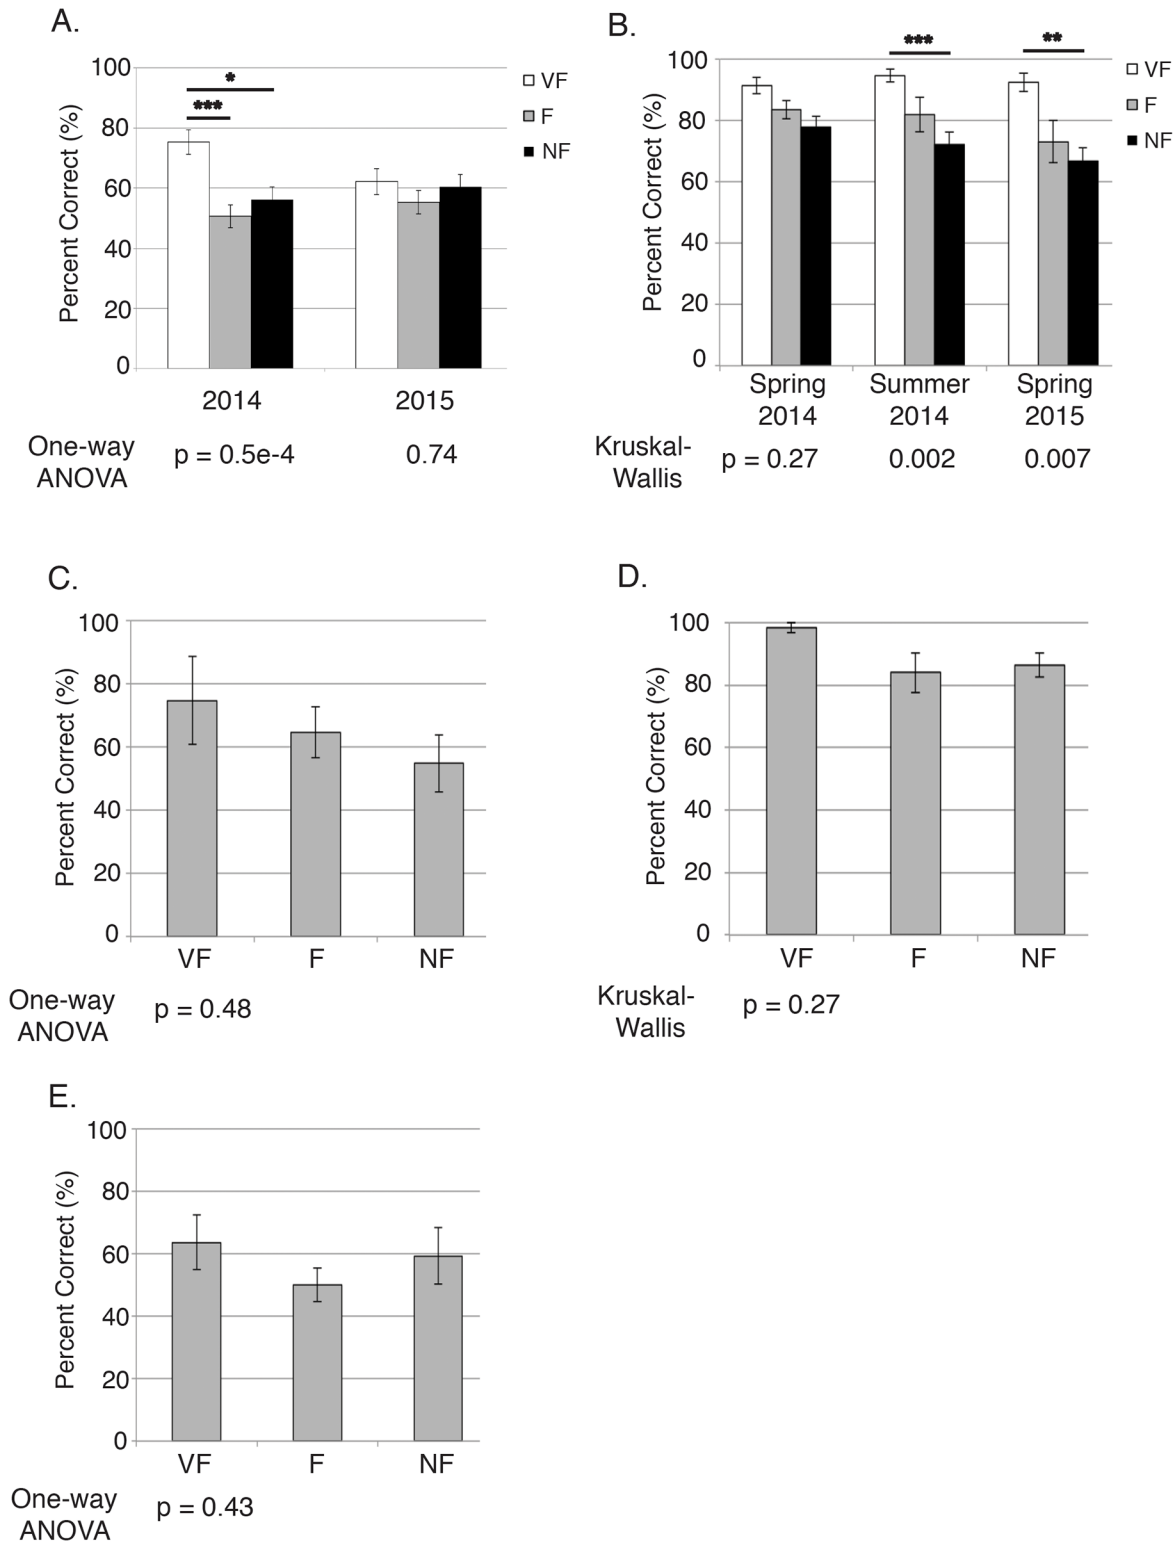 A.
Percent Correct (%)
100
80
60
40
20
0
*
***
VF
F
NF
2014
2015
One-way
ANOVA
p = 0.5e-4
0.74
B.
Percent Correct (%)
100
80
60
40
20
0
***
**
VF
F
NF
Spring
2014
Summer
2014
Spring
2015
Kruskal-
Wallis
p = 0.27
0.002
0.007
C.
Percent Correct (%)
100
80
60
40
20
0
VF
F
NF
One-way
ANOVA
p = 0.48
D.
Percent Correct (%)
100
80
60
40
20
0
VF
F
NF
Kruskal-
Wallis
p = 0.27
E.
Percent Correct (%)
100
80
60
40
20
0
VF
F
NF
One-way
ANOVA
p = 0.43